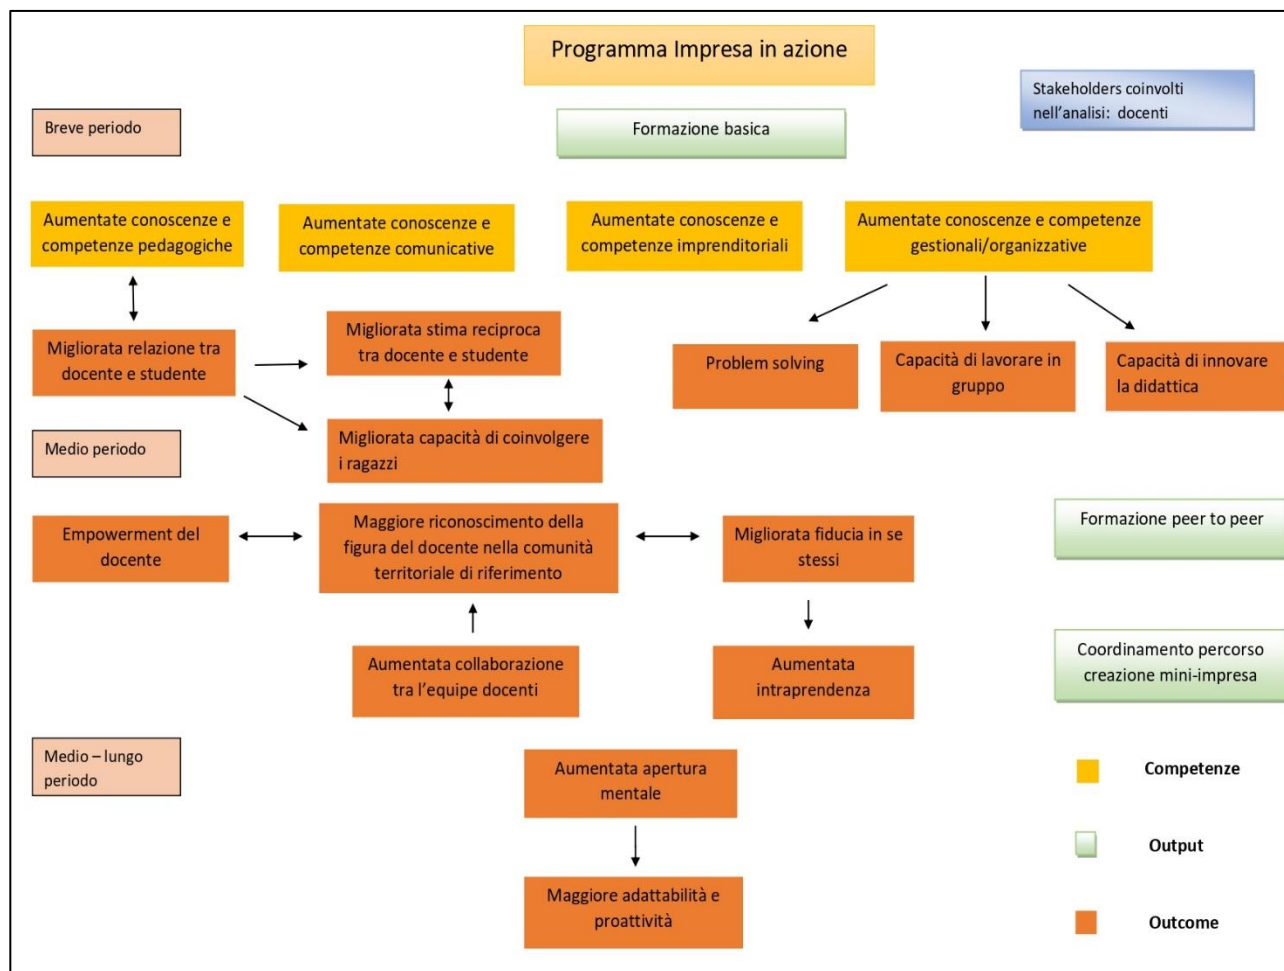 Programma Impresa in azione
Stakeholders coinvolti
nell'analisi: docenti
Breve periodo
Formazione basica
Aumentate conoscenze e
competenze pedagogiche
Aumentate conoscenze e
competenze comunicative
Aumentate conoscenze e
competenze imprenditoriali
Aumentate conoscenze e competenze
gestionali/organizzative
Migliorata relazione tra
docente e studente
Migliorata stima reciproca
tra docente e studente
Problem solving
Capacità di lavorare in
gruppo
Capacità di innovare
la didattica
Medio periodo
Migliorata capacità di coinvolgere
i ragazzi
Empowerment del
docente
Maggiore riconoscimento della
figura del docente nella comunità
territoriale di riferimento
Migliorata fiducia in se
stessi
Formazione peer to peer
Aumentata collaborazione
tra l'equipe docenti
Aumentata
intraprendenza
Coordinamento percorso
creazione mini-impresa
Medio – lungo
periodo
Aumentata apertura
mentale
Maggiore adattabilità e
proattività
Competenze
Output
Outcome